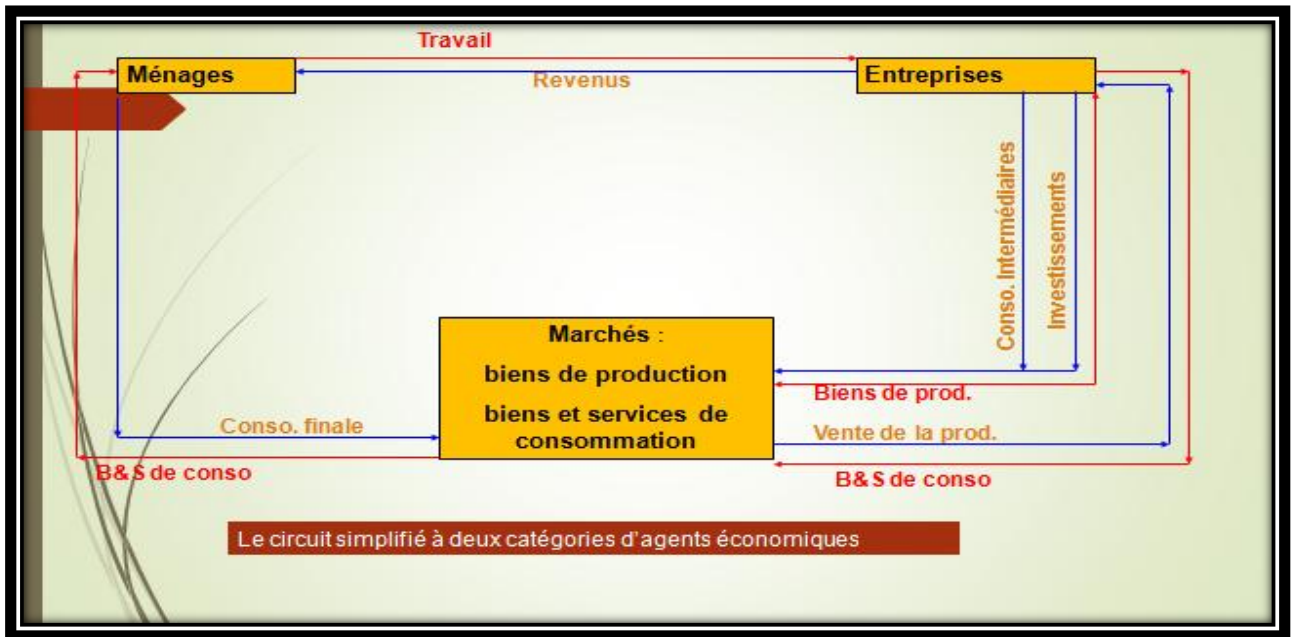 Travail
Ménages
Revenus
Entreprises
Conso. Intermédiaires
Investissements
Marchés :
biens de production
biens et services de
consommation
Biens de prod.
Conso. finale
Vente de la prod.
B&S de conso
B&S de conso
Le circuit simplifié à deux catégories d'agents économiques